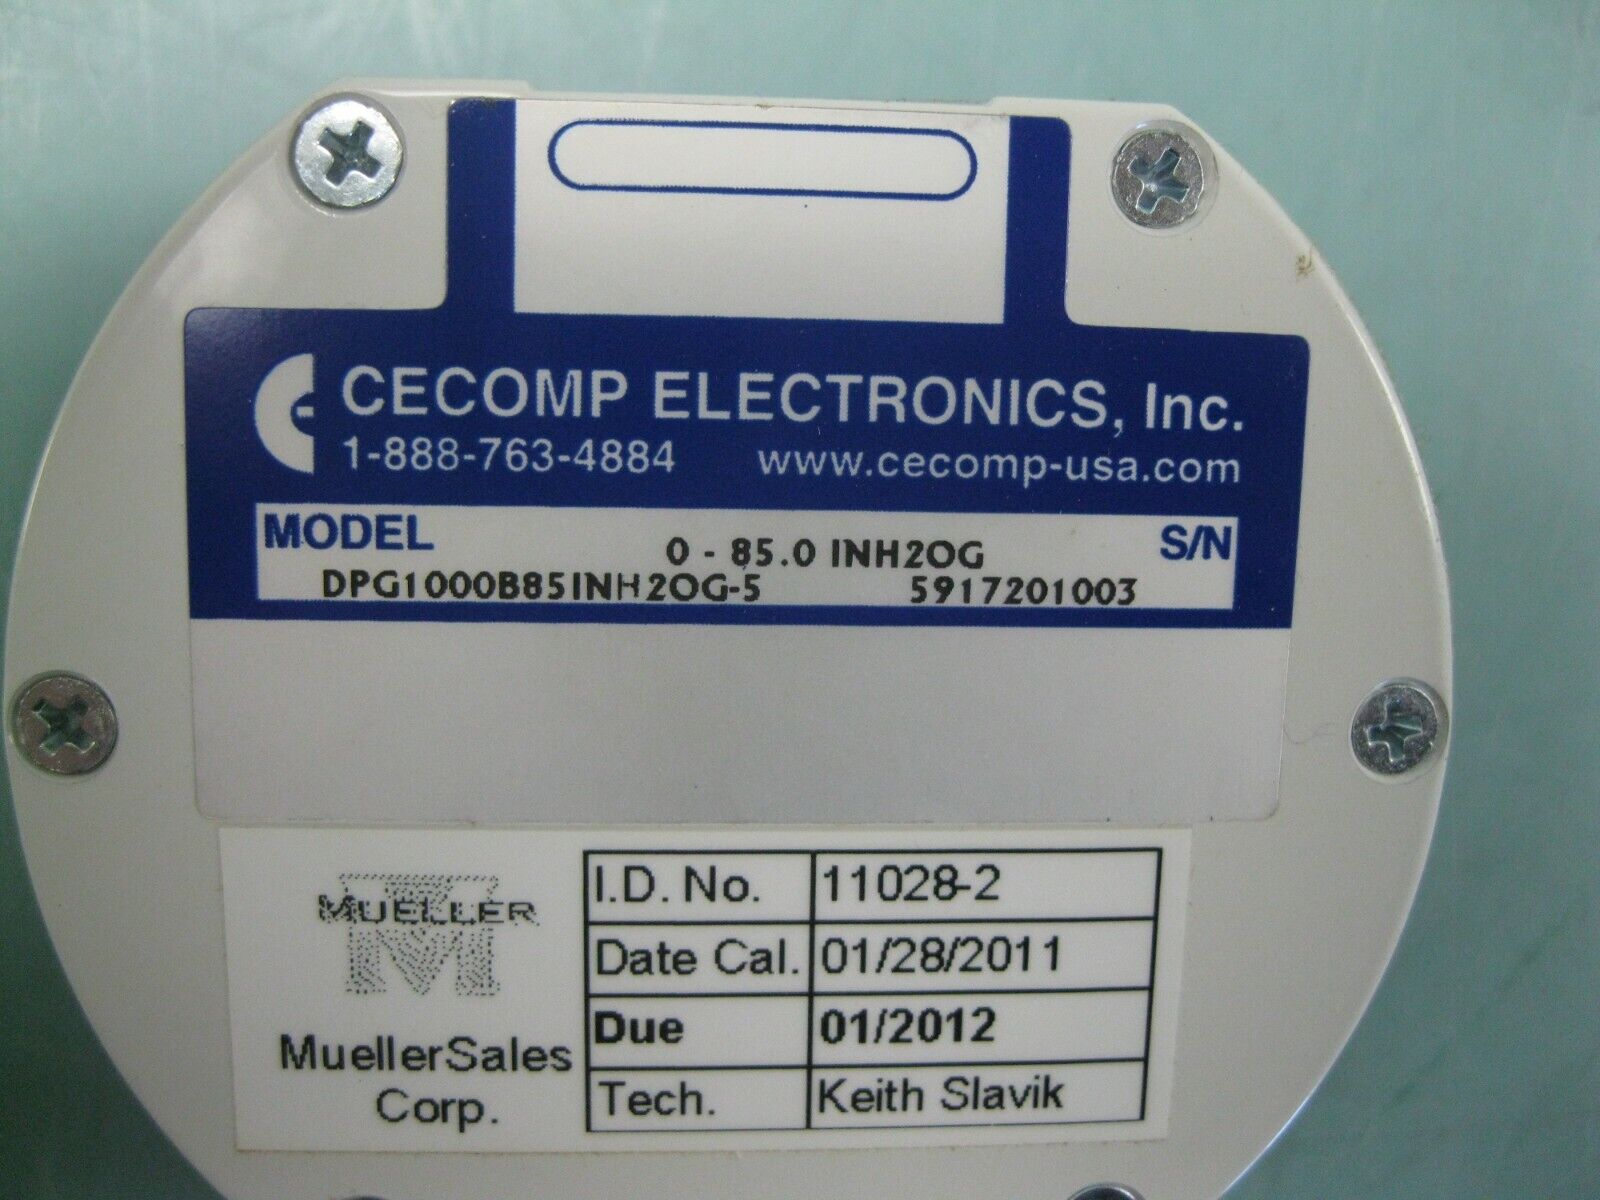 CECOMP ELECTRONICS, Inc.
1-888-763-4884 www.cecomp-usa.com
MODEL 0 - 85.0 INH2OG S/N
DPG1000B85INH2OG-5 5917201003
MUELLER
MuellerSales
Corp.
I.D. No. 11028-2
Date Cal. 01/28/2011
Due 01/2012
Tech. Keith Slavik